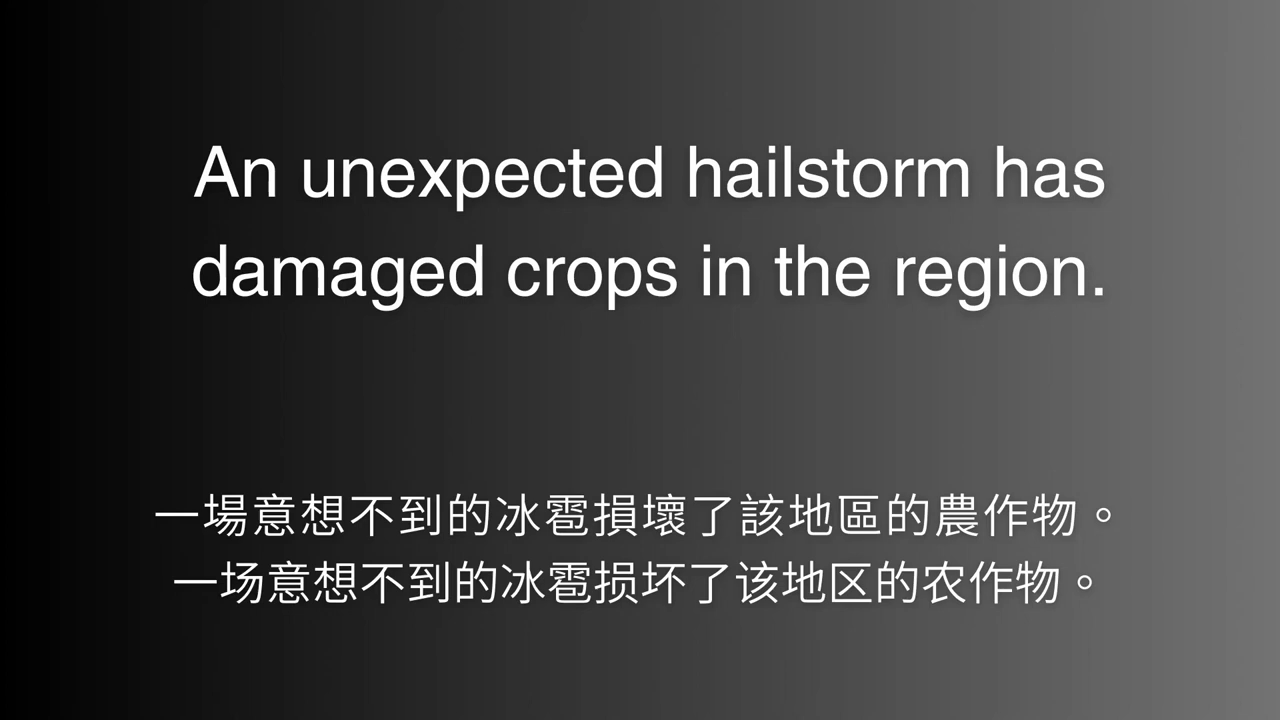 An unexpected hailstorm has
damaged crops in the region.
一場意想不到的冰雹損壞了該地區的農作物。
一场意想不到的冰雹损坏了该地区的农作物。